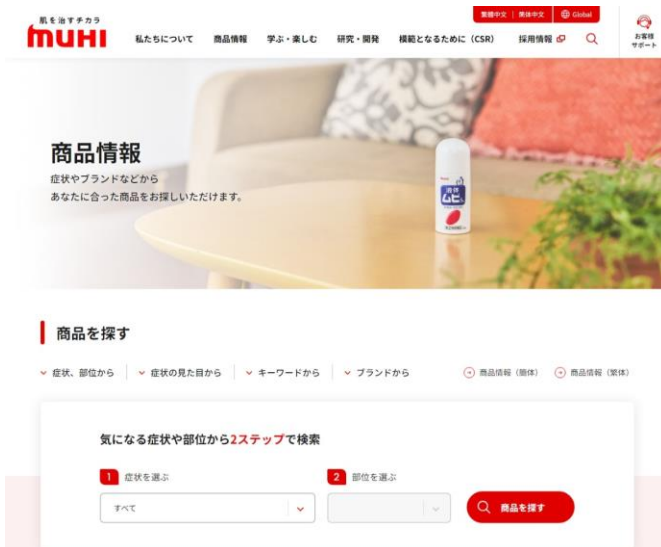 繁體中文 | 简体中文 Global
肌を治すチカラ
MUHI
私たちについて 商品情報 学ぶ・楽しむ 研究・開発 模範となるために（CSR） 採用情報
お客様
サポート
商品情報
症状やブランドなどから
あなたに合った商品をお探しいただけます。
液体
ムヒ
商品を探す
症状、部位から 症状の見た目から キーワードから ブランドから 商品情報（簡体） 商品情報（繁体）
気になる症状や部位から2ステップで検索
1 症状を選ぶ 2 部位を選ぶ
すべて 商品を探す